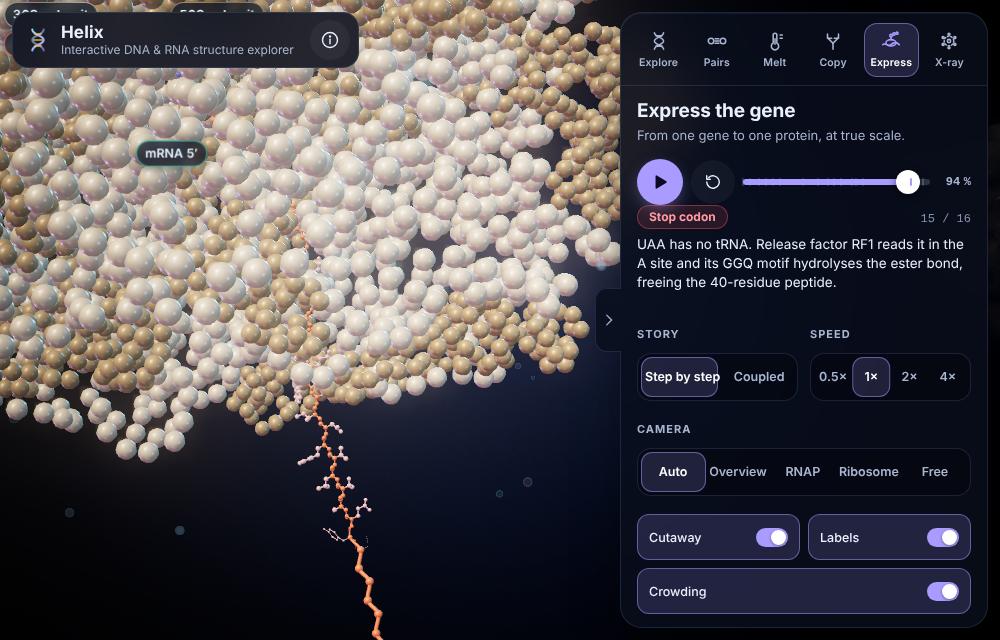 Helix
Interactive DNA & RNA structure explorer
mRNA 5′
Explore
Pairs
Melt
Copy
Express
X-ray
Express the gene
From one gene to one protein, at true scale.
94 %
Stop codon
15 / 16
UAA has no tRNA. Release factor RF1 reads it in the
A site and its GGQ motif hydrolyses the ester bond,
freeing the 40-residue peptide.
STORY
SPEED
Step by step
Coupled
0.5×
1×
2×
4×
CAMERA
Auto
Overview
RNAP
Ribosome
Free
Cutaway
Labels
Crowding